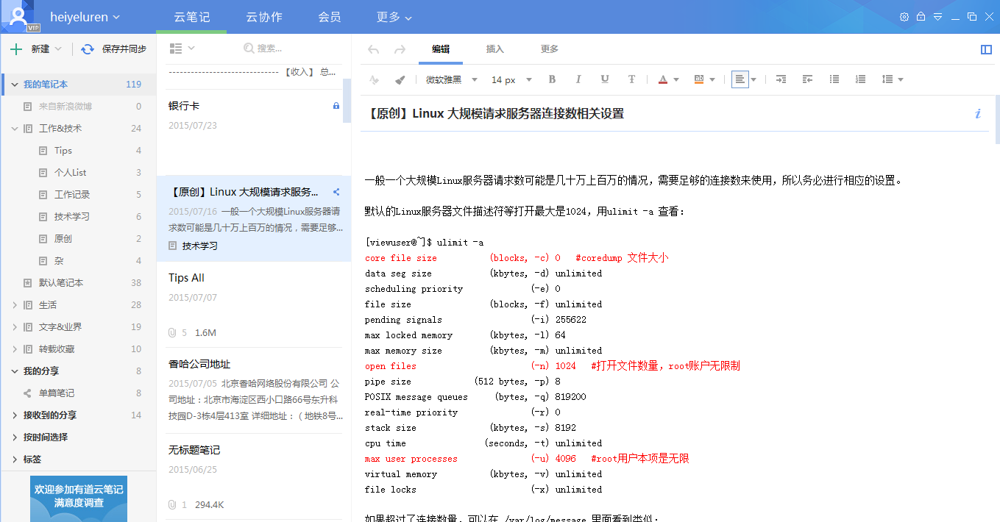 heiyeluren
VIP
云笔记
云协作
会员
更多
新建
保存并同步
我的笔记本 119
来自新浪微博 0
工作&技术 24
Tips 4
个人List 3
工作记录 5
技术学习 6
原创 2
杂 4
默认笔记本 38
生活 28
文字&业界 19
转载收藏 10
我的分享 8
单篇笔记 8
接收到的分享 14
按时间选择
标签
欢迎参加有道云笔记
满意度调查
搜索...
------------------------------ 【收入】 总...
银行卡
2015/07/23
【原创】Linux 大规模请求服务...
2015/07/16 一般一个大规模Linux服务器请
求数可能是几十万上百万的情况，需要足够...
技术学习
Tips All
2015/07/07
5 1.6M
香哈公司地址
2015/07/05 北京香哈网络股份有限公司 公
司地址：北京市海淀区西小口路66号东升科
技园D-3栋4层413室 详细地址：（ 地铁8号...
无标题笔记
2015/06/25
1 294.4K
编辑
插入
更多
微软雅黑
14 px
B I U T A ab
【原创】Linux 大规模请求服务器连接数相关设置
i
一般一个大规模Linux服务器请求数可能是几十万上百万的情况，需要足够的连接数来使用，所以务必进行相应的设置。
默认的Linux服务器文件描述符等打开最大是1024，用ulimit -a 查看：
[viewuser@~]$ ulimit -a
core file size (blocks, -c) 0 #coredump 文件大小
data seg size (kbytes, -d) unlimited
scheduling priority (-e) 0
file size (blocks, -f) unlimited
pending signals (-i) 255622
max locked memory (kbytes, -l) 64
max memory size (kbytes, -m) unlimited
open files (-n) 1024 #打开文件数量，root账户无限制
pipe size (512 bytes, -p) 8
POSIX message queues (bytes, -q) 819200
real-time priority (-r) 0
stack size (kbytes, -s) 8192
cpu time (seconds, -t) unlimited
max user processes (-u) 4096 #root用户本项是无限
virtual memory (kbytes, -v) unlimited
file locks (-x) unlimited
如果超过了连接数量，可以在 /var/log/message 里面看到类似：